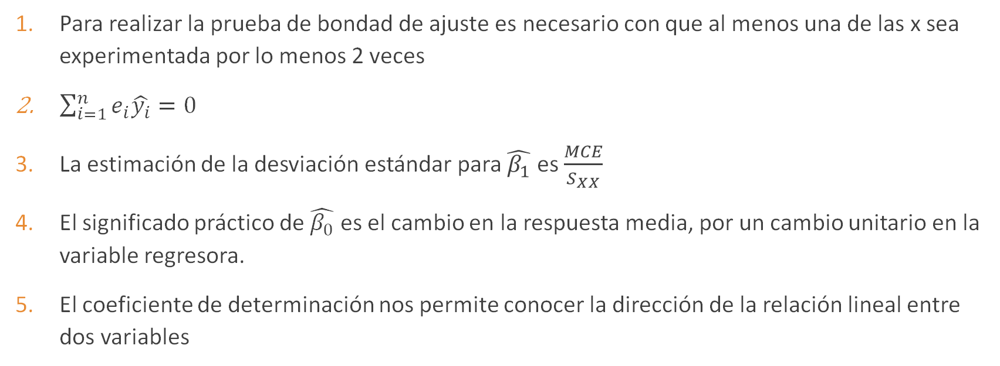 1. Para realizar la prueba de bondad de ajuste es necesario con que al menos una de las x sea
experimentada por lo menos 2 veces
2. $\sum_{i=1}^{n} e_i \widehat{y}_i = 0$
3. La estimación de la desviación estándar para $\widehat{\beta_1}$ es $\frac{MCE}{S_{XX}}$
4. El significado práctico de $\widehat{\beta_0}$ es el cambio en la respuesta media, por un cambio unitario en la
variable regresora.
5. El coeficiente de determinación nos permite conocer la dirección de la relación lineal entre
dos variables